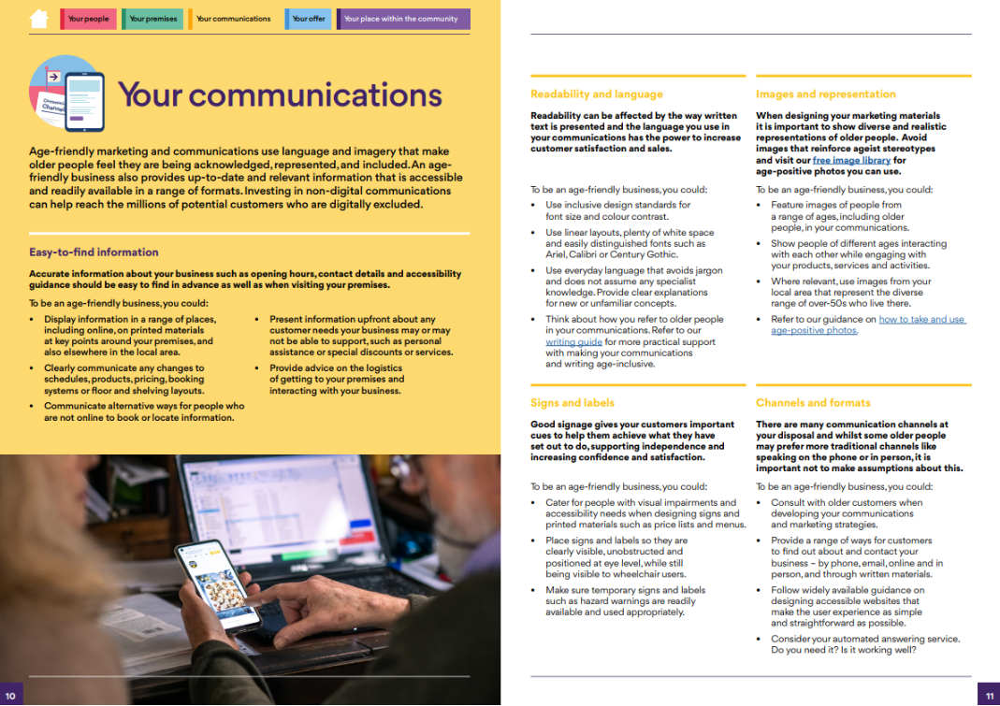 Your people
Your premises
Your communications
Your offer
Your place within the community
Your communications
Age-friendly marketing and communications use language and imagery that make
older people feel they are being acknowledged, represented, and included. An age-
friendly business also provides up-to-date and relevant information that is accessible
and readily available in a range of formats. Investing in non-digital communications
can help reach the millions of potential customers who are digitally excluded.
Easy-to-find information
Accurate information about your business such as opening hours, contact details and accessibility
guidance should be easy to find in advance as well as when visiting your premises.
To be an age-friendly business, you could:
• Display information in a range of places,
including online, on printed materials
at key points around your premises, and
also elsewhere in the local area.
• Clearly communicate any changes to
schedules, products, pricing, booking
systems or floor and shelving layouts.
• Communicate alternative ways for people who
are not online to book or locate information.
• Present information upfront about any
customer needs your business may or may
not be able to support, such as personal
assistance or special discounts or services.
• Provide advice on the logistics
of getting to your premises and
interacting with your business.
10
Readability and language
Readability can be affected by the way written
text is presented and the language you use in
your communications has the power to increase
customer satisfaction and sales.
To be an age-friendly business, you could:
• Use inclusive design standards for
font size and colour contrast.
• Use linear layouts, plenty of white space
and easily distinguished fonts such as
Ariel, Calibri or Century Gothic.
• Use everyday language that avoids jargon
and does not assume any specialist
knowledge. Provide clear explanations
for new or unfamiliar concepts.
• Think about how you refer to older people
in your communications. Refer to our
writing guide for more practical support
with making your communications
and writing age-inclusive.
Images and representation
When designing your marketing materials
it is important to show diverse and realistic
representations of older people. Avoid
images that reinforce ageist stereotypes
and visit our free image library for
age-positive photos you can use.
To be an age-friendly business, you could:
• Feature images of people from
a range of ages, including older
people, in your communications.
• Show people of different ages interacting
with each other while engaging with
your products, services and activities.
• Where relevant, use images from your
local area that represent the diverse
range of over-50s who live there.
• Refer to our guidance on how to take and use
age-positive photos.
Signs and labels
Good signage gives your customers important
cues to help them achieve what they have
set out to do, supporting independence and
increasing confidence and satisfaction.
To be an age-friendly business, you could:
• Cater for people with visual impairments and
accessibility needs when designing signs and
printed materials such as price lists and menus.
• Place signs and labels so they are
clearly visible, unobstructed and
positioned at eye level, while still
being visible to wheelchair users.
• Make sure temporary signs and labels
such as hazard warnings are readily
available and used appropriately.
Channels and formats
There are many communication channels at
your disposal and whilst some older people
may prefer more traditional channels like
speaking on the phone or in person, it is
important not to make assumptions about this.
To be an age-friendly business, you could:
• Consult with older customers when
developing your communications
and marketing strategies.
• Provide a range of ways for customers
to find out about and contact your
business – by phone, email, online and in
person, and through written materials.
• Follow widely available guidance on
designing accessible websites that
make the user experience as simple
and straightforward as possible.
• Consider your automated answering service.
Do you need it? Is it working well?
11